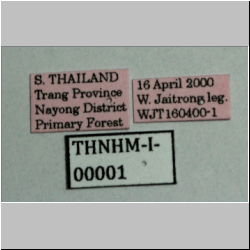 S. THAILAND
Trang Province
Nayong District
Primary Forest
16 April 2000
W. Jaitrong leg.
WJT160400-1
THNHM-I-
00001